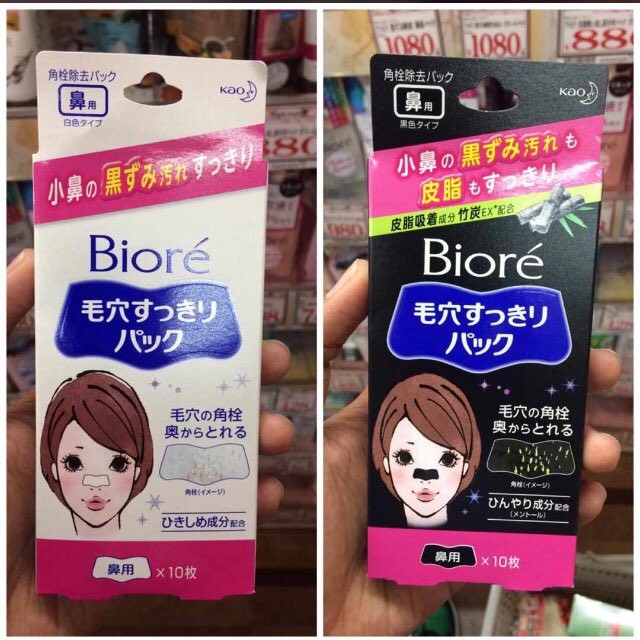 角栓除去パック
鼻用
白色タイプ
Kao
小鼻の黒ずみ汚れすっきり
Bioré
毛穴すっきり
パック
毛穴の角栓
奥からとれる
角栓(イメージ)
ひきしめ成分配合
鼻用 ×10枚
1080
1080
880
角栓除去パック
鼻用
黒色タイプ
Kao
小鼻の黒ずみ汚れも
皮脂もすっきり
皮脂吸着成分 竹炭EX*配合
Bioré
毛穴すっきり
パック
毛穴の角栓
奥からとれる
角栓(イメージ)
ひんやり成分配合
(メントール)
鼻用 ×10枚